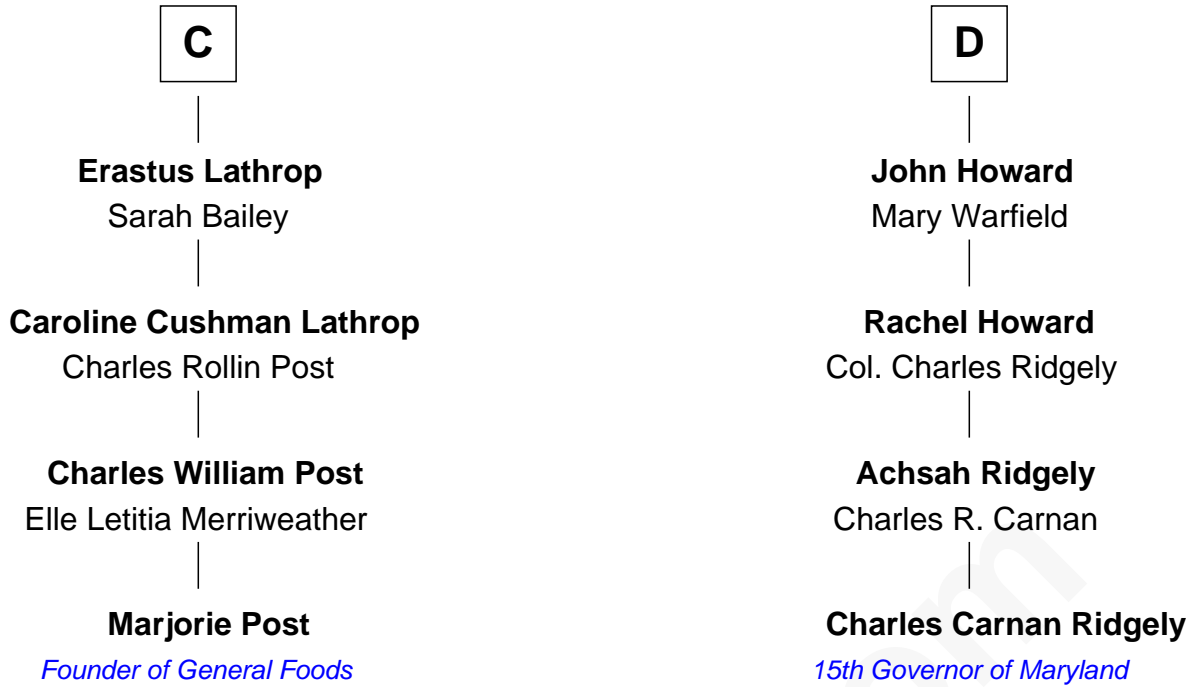 C
Erastus Lathrop
Sarah Bailey
Caroline Cushman Lathrop
Charles Rollin Post
Charles William Post
Elle Letitia Merriweather
Marjorie Post
Founder of General Foods
D
John Howard
Mary Warfield
Rachel Howard
Col. Charles Ridgely
Achsah Ridgely
Charles R. Carnan
Charles Carnan Ridgely
15th Governor of Maryland